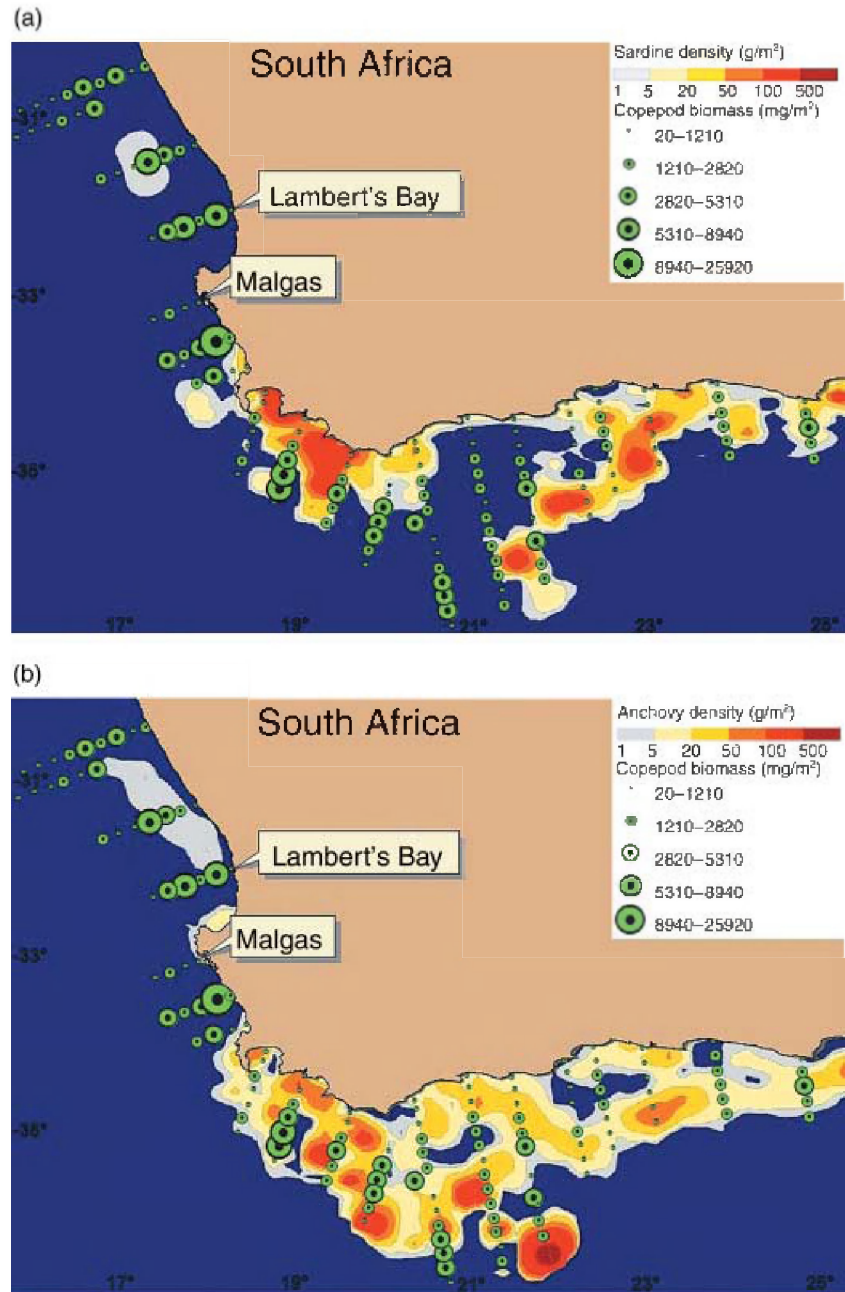 (a)
South Africa
Sardine density (g/m²)
1 5 20 50 100 500
Copepod biomass (mg/m²)
20–1210
1210–2820
2820–5310
5310–8940
8940–25920
-31°
Lambert's Bay
Malgas
-33°
-35°
17° 19° 21° 23° 25°
(b)
South Africa
Anchovy density (g/m²)
1 5 20 50 100 500
Copepod biomass (mg/m²)
20–1210
1210–2820
2820–5310
5310–8940
8940–25920
-31°
Lambert's Bay
Malgas
-33°
-35°
17° 19° 21° 23° 25°